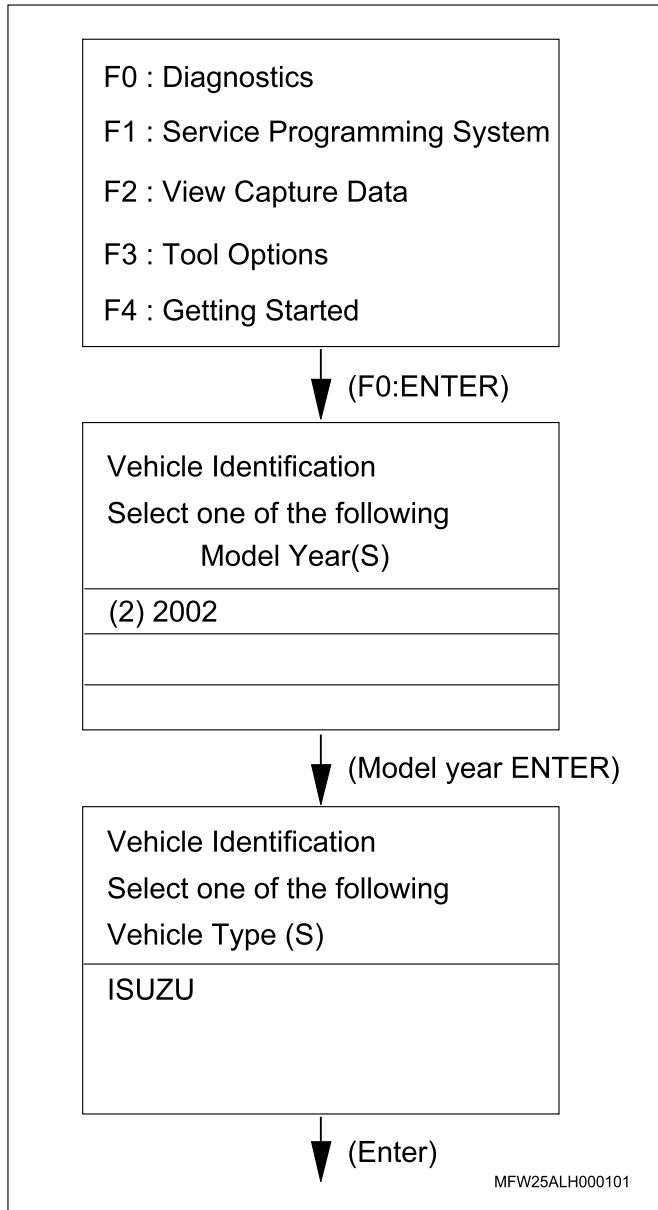 F0 : Diagnostics
F1 : Service Programming System
F2 : View Capture Data
F3 : Tool Options
F4 : Getting Started
(F0:ENTER)
Vehicle Identification
Select one of the following
Model Year(S)
(2) 2002
(Model year ENTER)
Vehicle Identification
Select one of the following
Vehicle Type (S)
ISUZU
(Enter)
MFW25ALH000101